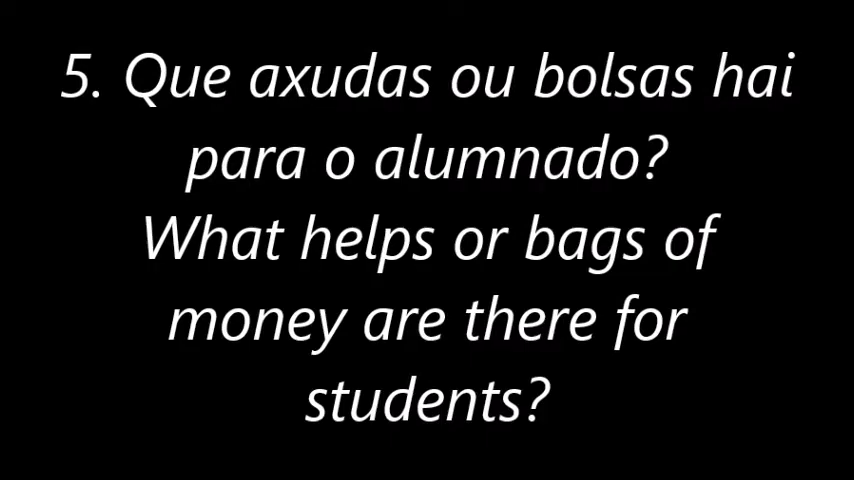 5. Que axudas ou bolsas hai
para o alumnado?
What helps or bags of
money are there for
students?